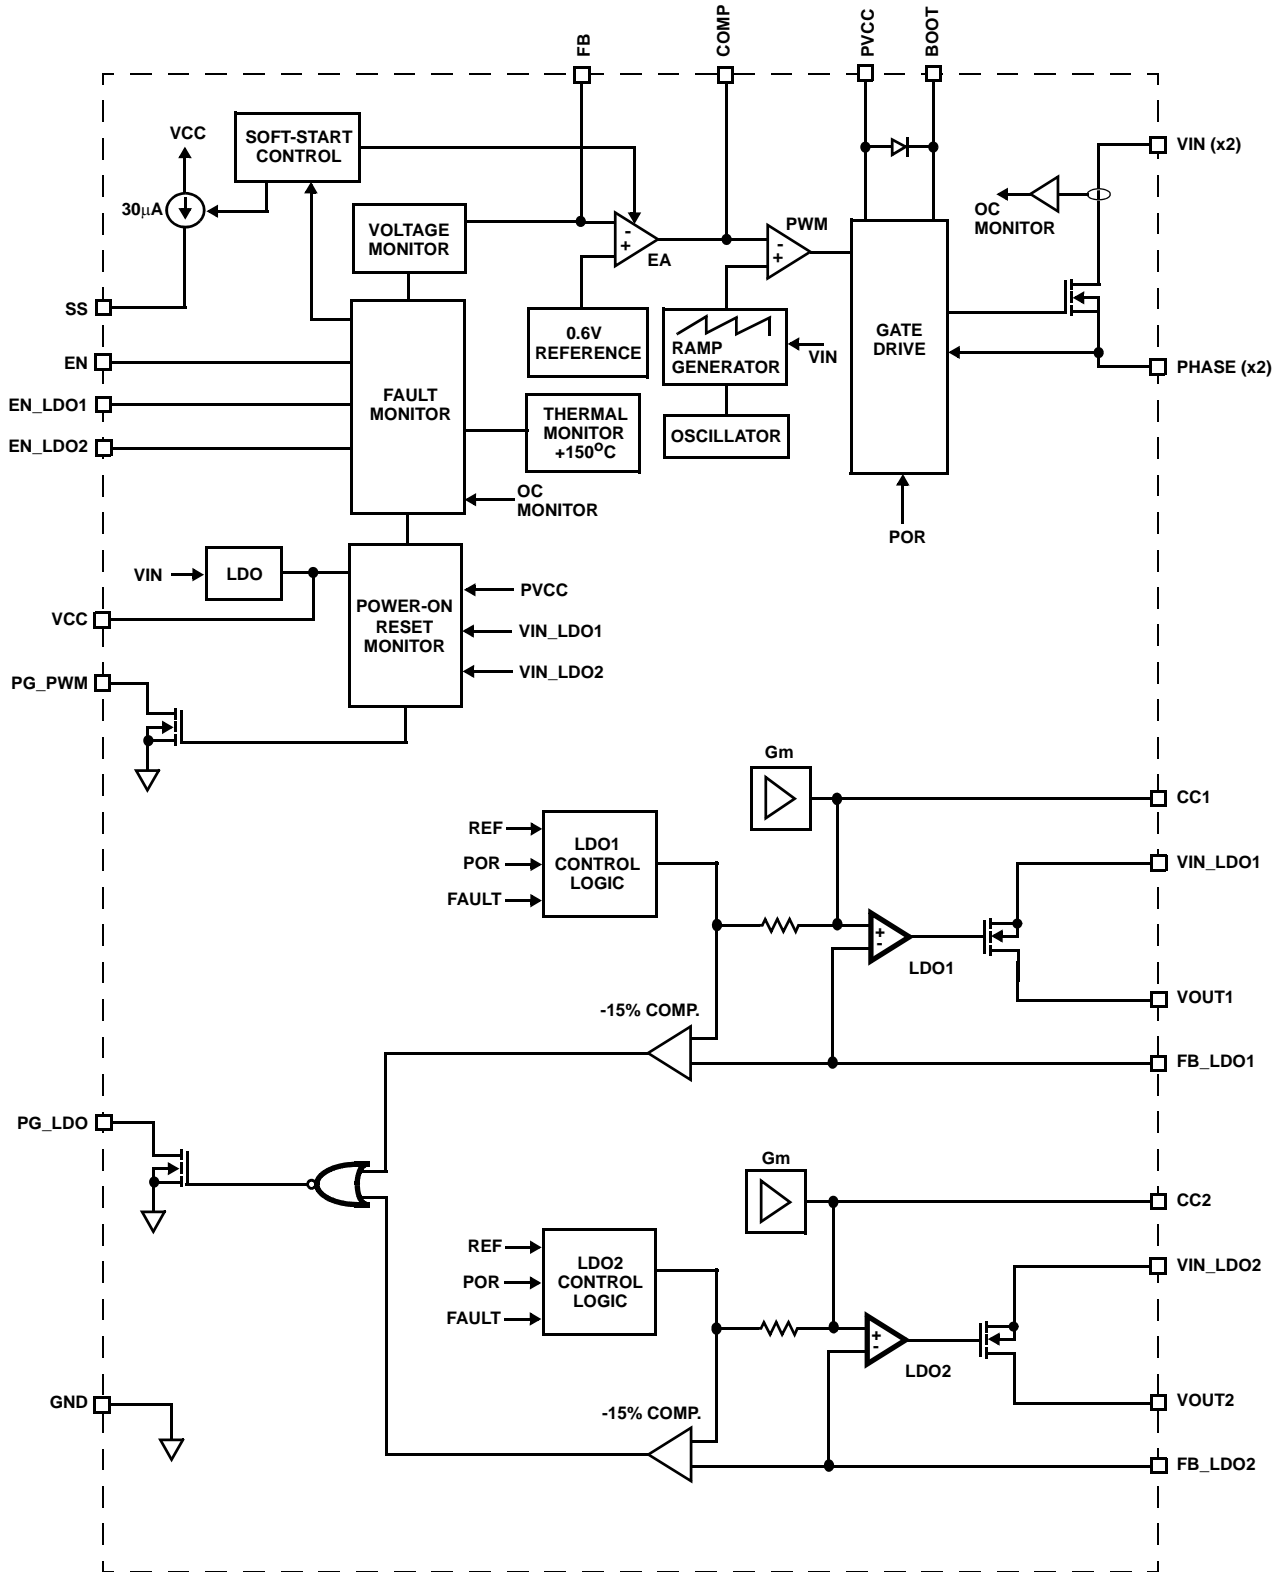 FB
COMP
PVCC
BOOT
SOFT-START
CONTROL
VCC
30µA
VOLTAGE
MONITOR
-
+
EA
PWM
-
+
OC
MONITOR
VIN (x2)
SS
0.6V
REFERENCE
RAMP
GENERATOR
VIN
GATE
DRIVE
PHASE (x2)
EN
EN_LDO1
EN_LDO2
FAULT
MONITOR
THERMAL
MONITOR
+150°C
OSCILLATOR
OC
MONITOR
POR
VIN
LDO
VCC
POWER-ON
RESET
MONITOR
PVCC
VIN_LDO1
VIN_LDO2
PG_PWM
Gm
CC1
REF
POR
FAULT
LDO1
CONTROL
LOGIC
VIN_LDO1
+
-
LDO1
VOUT1
-15% COMP.
FB_LDO1
PG_LDO
Gm
CC2
REF
POR
FAULT
LDO2
CONTROL
LOGIC
VIN_LDO2
+
-
LDO2
VOUT2
GND
-15% COMP.
FB_LDO2